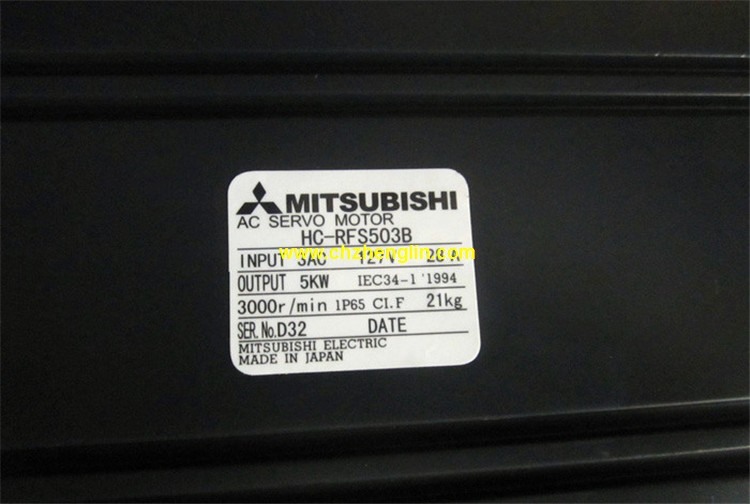 MITSUBISHI
AC SERVO MOTOR
HC-RFS503B
www.chzhenglin.com
INPUT 3AC 127V
OUTPUT 5KW IEC34-1 '1994
3000r/min IP65 CI.F 21kg
SER.No.D32 DATE
MITSUBISHI ELECTRIC
MADE IN JAPAN